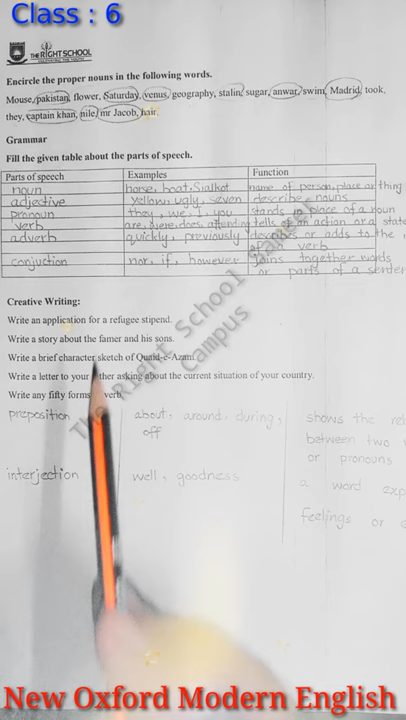 Class : 6
THE RIGHT SCHOOL
Encircle the proper nouns in the following words.
Mouse, pakistan, flower, Saturday, venus, geography, stalin, sugar, anwar, swim, Madrid, took,
they, captain khan, nile, mr Jacob, hair.
Grammar
Fill the given table about the parts of speech.
Parts of speech Examples Function
noun horse, boat, Sialkot name of person, place or thing
adjective yellow, ugly, seven describe nouns
pronoun they, we, I, you stands in place of a noun
verb are, were, does, attending tells an action or a state
adverb quickly, previously describes or adds to the
of verb
conjuction nor, if, however joins together words
or parts of a senten
Creative Writing:
Write an application for a refugee stipend.
Write a story about the famer and his sons.
Write a brief character sketch of Quaid-e-Azam.
Write a letter to your ther asking about the current situation of your country.
Write any fifty forms verb.
preposition about, around, during, shows the rel
off between two
or pronouns
interjection well, goodness a word exp
feelings or e
The Right School Campus
New Oxford Modern English